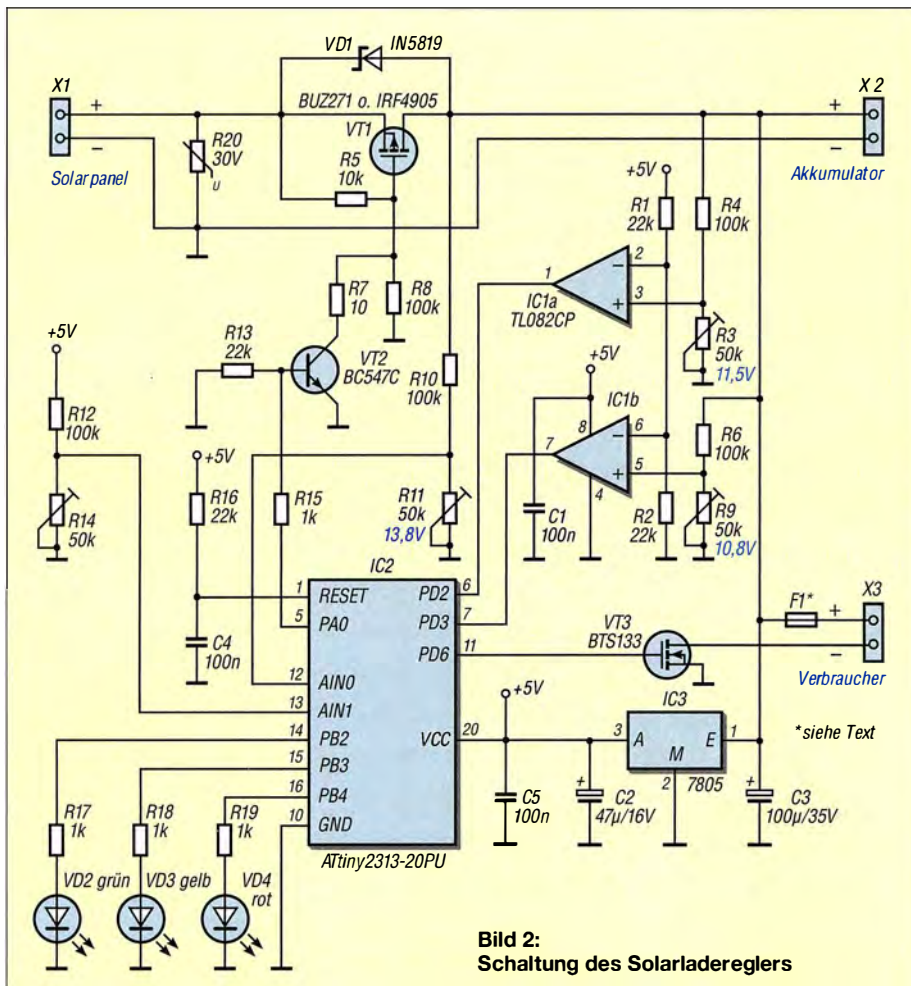 VD1 IN5819
X1
+
−
Solarpanel
R20
30V
U
BUZ271 o. IRF4905
VT1
R5
10k
X 2
+
−
Akkumulator
+5V
R1
22k
R4
100k
2
−
3
+
1
IC1a
TL082CP
R3
50k
11,5V
R7
10
R8
100k
R13
22k
VT2
BC547C
R10
100k
+5V
R12
100k
R14
50k
+5V
R16
22k
R15
1k
R11
50k
13,8V
+5V
IC1b
8
6
−
5
+
7
4
C1
100n
R2
22k
R6
100k
R9
50k
10,8V
C4
100n
IC2
1 RESET
5 PA0
12 AIN0
13 AIN1
14 PB2
15 PB3
16 PB4
10 GND
PD2 6
PD3 7
PD6 11
VCC 20
ATtiny2313-20PU
VT3
BTS133
F1*
X3
+
−
Verbraucher
*siehe Text
+5V
IC3
3 A
M
E 1
2
7805
C5
100n
+
C2
47µ/16V
+
C3
100µ/35V
R17
1k
R18
1k
R19
1k
VD2 grün
VD3 gelb
VD4
rot
Bild 2:
Schaltung des Solarladereglers